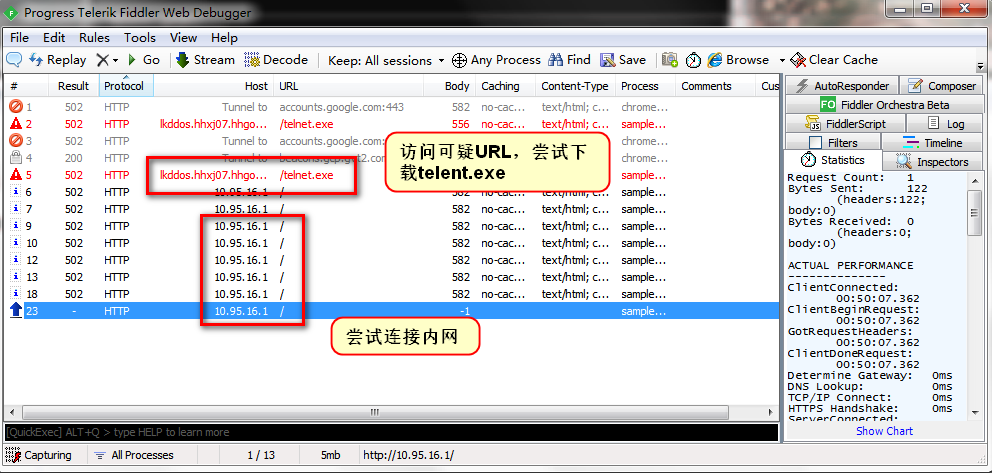 Progress Telerik Fiddler Web Debugger
File Edit Rules Tools View Help
Replay X Go Stream Decode Keep: All sessions Any Process Find Save Browse Clear Cache
# Result Protocol Host URL Body Caching Content-Type Process Comments Cus
1 502 HTTP Tunnel to accounts.google.com:443 582 no-cac... text/html; c... chrome...
2 502 HTTP lkddos.hhxj07.hhgo... /telnet.exe 556 no-cac... text/html; c... sample...
3 502 HTTP Tunnel to
4 200 HTTP Tunnel to
5 502 HTTP lkddos.hhxj07.hhgo... /telnet.exe sample...
6 502 HTTP 10.95.16.1 / sample...
7 502 HTTP 10.95.16.1 / 582 no-cac... text/html; c... sample...
9 502 HTTP 10.95.16.1 / 582 no-cac... text/html; c... sample...
10 502 HTTP 10.95.16.1 / 582 no-cac... text/html; c... sample...
12 502 HTTP 10.95.16.1 / 582 no-cac... text/html; c... sample...
13 502 HTTP 10.95.16.1 / 582 no-cac... text/html; c... sample...
18 502 HTTP 10.95.16.1 / 582 no-cac... text/html; c... sample...
23 - HTTP 10.95.16.1 / -1 sample...
访问可疑URL，尝试下
载telent.exe
尝试连接内网
AutoResponder Composer
FO Fiddler Orchestra Beta
FiddlerScript Log
Filters Timeline
Statistics Inspectors
Request Count: 1
Bytes Sent: 122
(headers:122;
body:0)
Bytes Received: 0
(headers:0;
body:0)
ACTUAL PERFORMANCE
--------------
ClientConnected:
00:50:07.362
ClientBeginRequest:
00:50:07.362
GotRequestHeaders:
00:50:07.362
ClientDoneRequest:
00:50:07.362
Determine Gateway: 0ms
DNS Lookup: 0ms
TCP/IP Connect: 0ms
HTTPS Handshake: 0ms
ServerConnected:
Show Chart
[QuickExec] ALT+Q > type HELP to learn more
Capturing All Processes 1 / 13 5mb http://10.95.16.1/